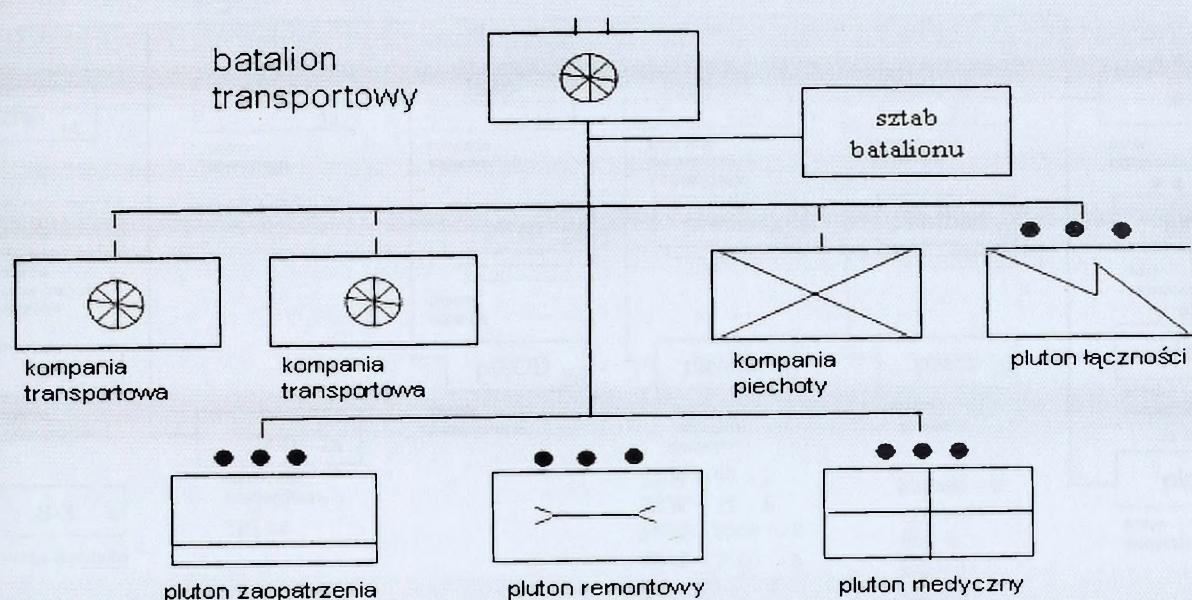 batalion
transportowy
sztab
batalionu
kompania
transportowa
kompania
transportowa
kompania
piechoty
pluton łączności
pluton zaopatrzenia
pluton remontowy
pluton medyczny